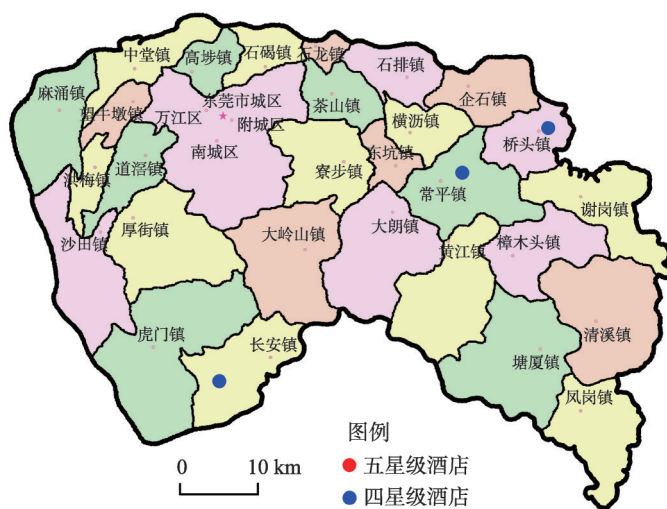 中堂镇
高埗镇
石碣镇
石龙镇
石排镇
麻涌镇
望牛墩镇
万江区
东莞市城区
附城区
茶山镇
横沥镇
企石镇
桥头镇
洪梅镇
道滘镇
南城区
寮步镇
东坑镇
常平镇
谢岗镇
沙田镇
厚街镇
大岭山镇
大朗镇
黄江镇
樟木头镇
虎门镇
长安镇
塘厦镇
清溪镇
凤岗镇
图例
0 10 km
五星级酒店
四星级酒店